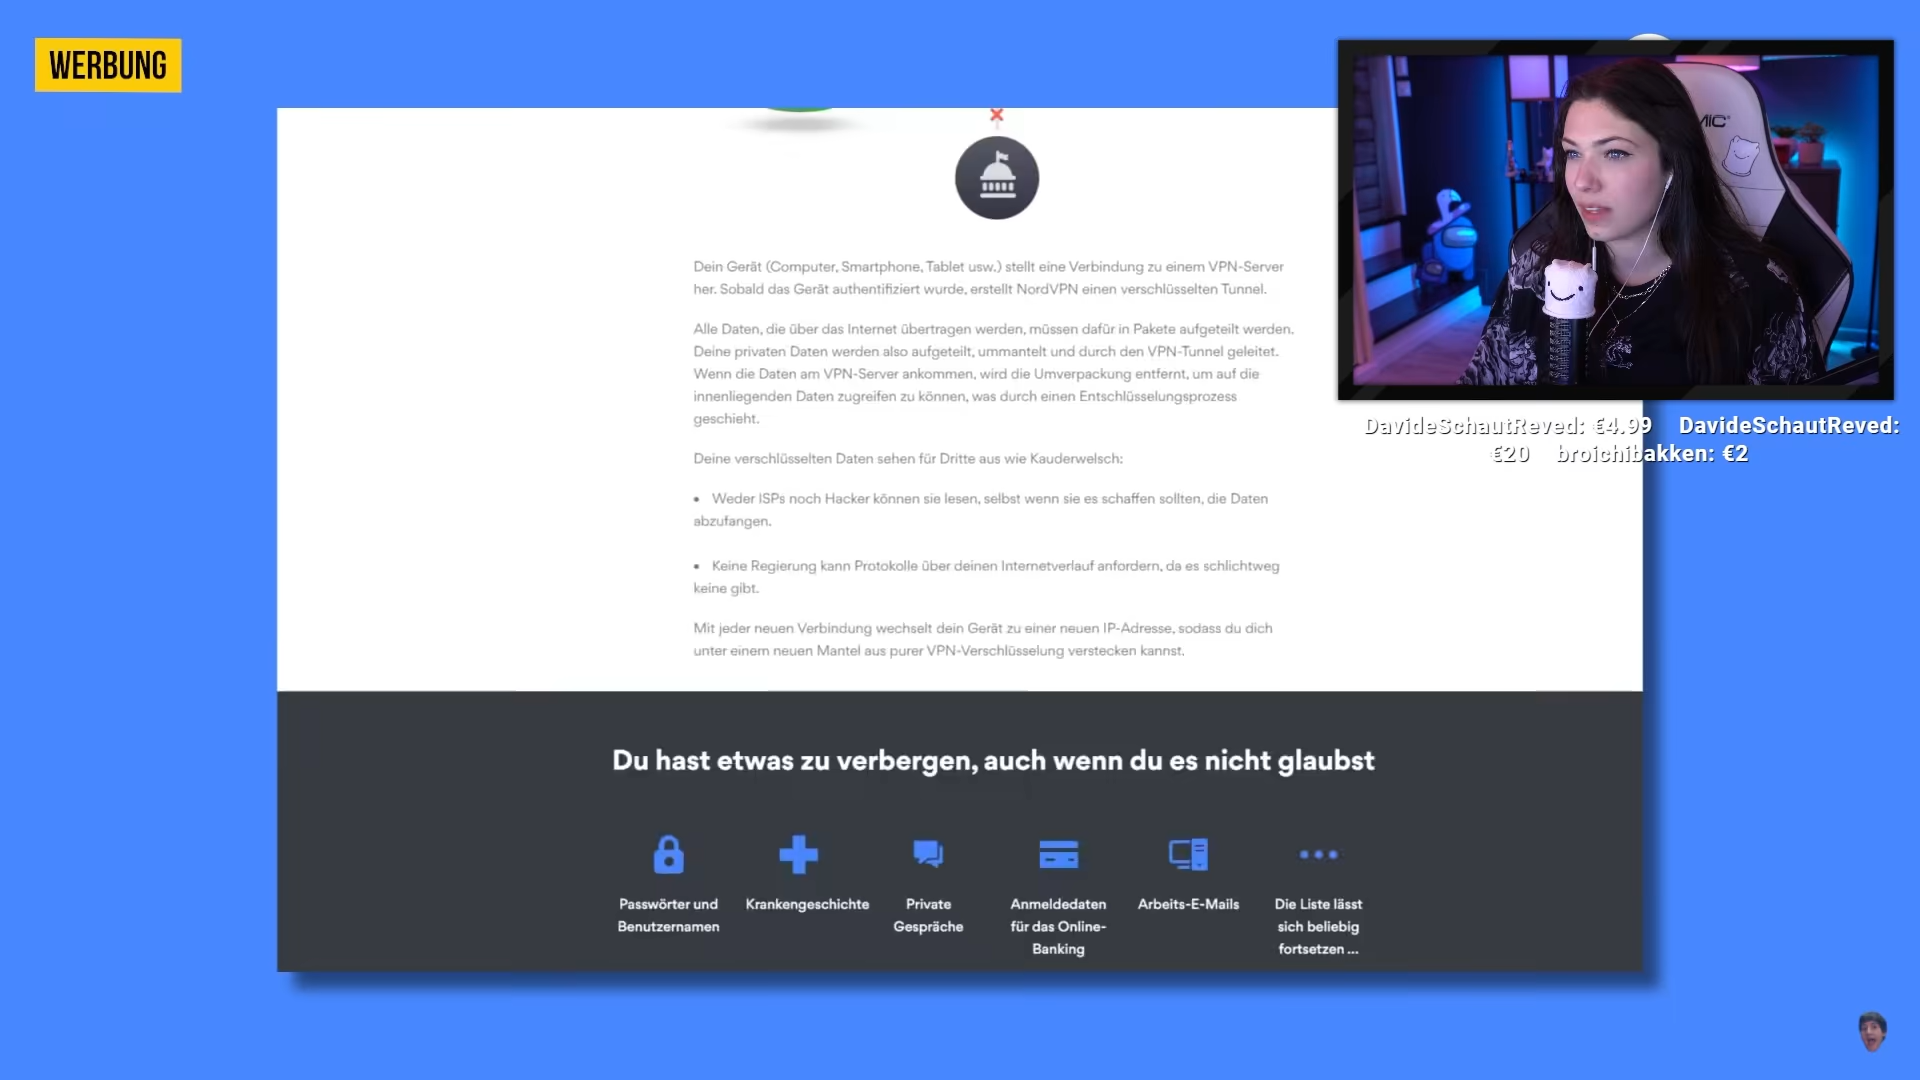 WERBUNG
MIC
DavideSchautReved: €4.99 DavideSchautReved:
€20 broichibakken: €2
Dein Gerät (Computer, Smartphone, Tablet usw.) stellt eine Verbindung zu einem VPN-Server
her. Sobald das Gerät authentifiziert wurde, erstellt NordVPN einen verschlüsselten Tunnel.
Alle Daten, die über das Internet übertragen werden, müssen dafür in Pakete aufgeteilt werden.
Deine privaten Daten werden also aufgeteilt, ummantelt und durch den VPN-Tunnel geleitet.
Wenn die Daten am VPN-Server ankommen, wird die Umverpackung entfernt, um auf die
innenliegenden Daten zugreifen zu können, was durch einen Entschlüsselungsprozess
geschieht.
Deine verschlüsselten Daten sehen für Dritte aus wie Kauderwelsch:
• Weder ISPs noch Hacker können sie lesen, selbst wenn sie es schaffen sollten, die Daten
abzufangen.
• Keine Regierung kann Protokolle über deinen Internetverlauf anfordern, da es schlichtweg
keine gibt.
Mit jeder neuen Verbindung wechselt dein Gerät zu einer neuen IP-Adresse, sodass du dich
unter einem neuen Mantel aus purer VPN-Verschlüsselung verstecken kannst.
Du hast etwas zu verbergen, auch wenn du es nicht glaubst
Passwörter und
Benutzernamen
Krankengeschichte
Private
Gespräche
Anmeldedaten
für das Online-
Banking
Arbeits-E-Mails
Die Liste lässt
sich beliebig
fortsetzen ...